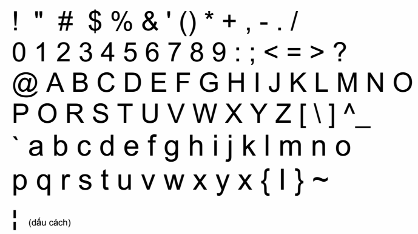 ! " # $ % & ' () * + , - . /
0 1 2 3 4 5 6 7 8 9 : ; < = > ?
@ A B C D E F G H I J K L M N O
P O R S T U V W X Y Z [ \ ] ^ _
` a b c d e f g h i j k l m n o
p q r s t u v w x y x { I } ~
¦ (dấu cách)